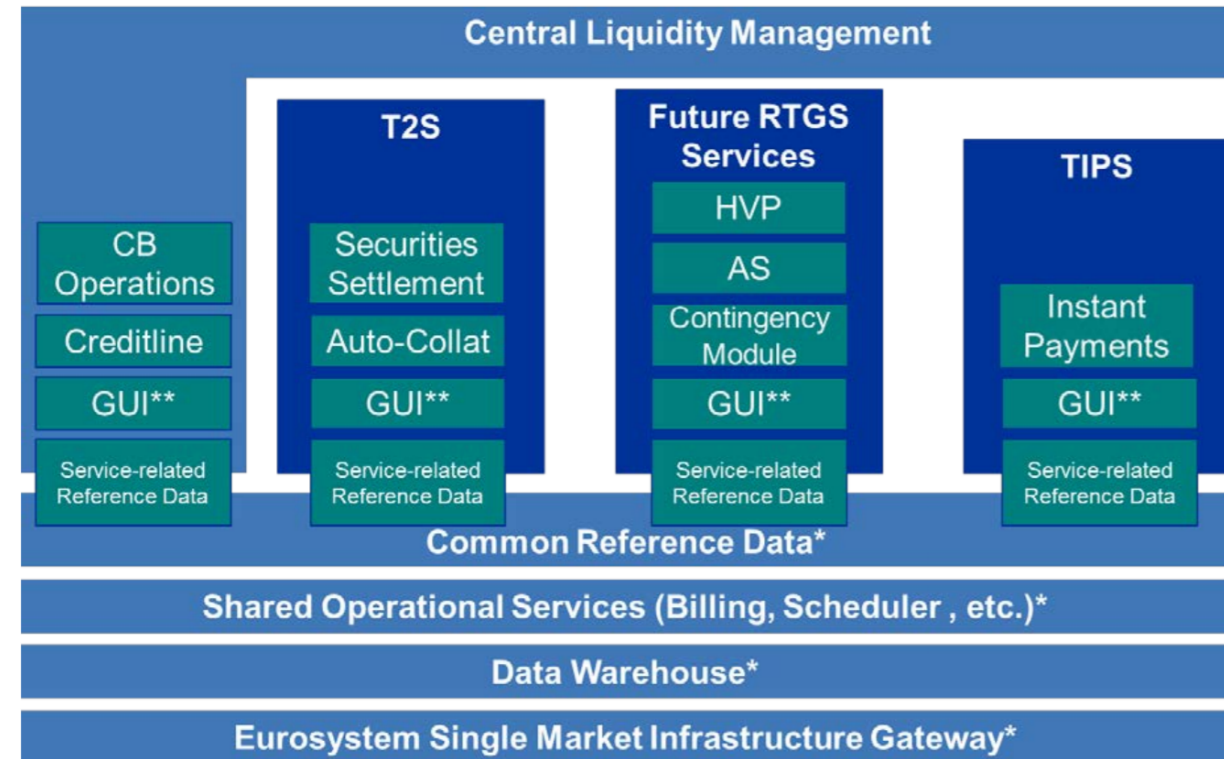 Central Liquidity Management
CB
Operations
Creditline
GUI**
Service-related
Reference Data
T2S
Securities
Settlement
Auto-Collat
GUI**
Service-related
Reference Data
Future RTGS
Services
HVP
AS
Contingency
Module
GUI**
Service-related
Reference Data
TIPS
Instant
Payments
GUI**
Service-related
Reference Data
Common Reference Data*
Shared Operational Services (Billing, Scheduler , etc.)*
Data Warehouse*
Eurosystem Single Market Infrastructure Gateway*